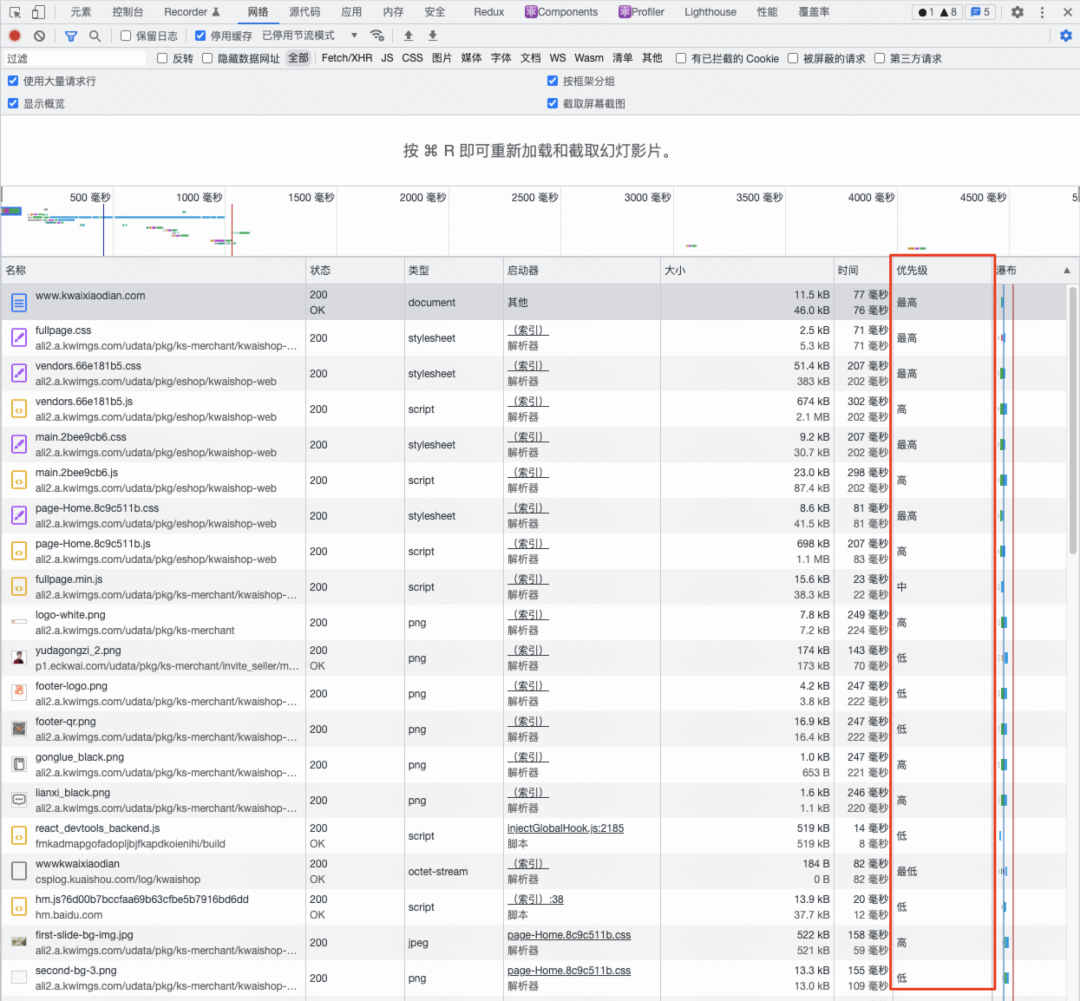 元素 控制台 Recorder 网络 源代码 应用 内存 安全 Redux Components Profiler Lighthouse 性能 覆盖率 1 8 5
保留日志 停用缓存 已停用节流模式
过滤 反转 隐藏数据网址 全部 Fetch/XHR JS CSS 图片 媒体 字体 文档 WS Wasm 清单 其他 有已拦截的 Cookie 被屏蔽的请求 第三方请求
使用大量请求行 按框架分组
显示概览 截取屏幕截图
按 ⌘ R 即可重新加载和截取幻灯影片。
500 毫秒 1000 毫秒 1500 毫秒 2000 毫秒 2500 毫秒 3000 毫秒 3500 毫秒 4000 毫秒 4500 毫秒 5
名称 状态 类型 启动器 大小 时间 优先级 瀑布 ▲
www.kwaixiaodian.com 200 OK document 其他 11.5 kB 46.0 kB 77 毫秒 76 毫秒 最高
fullpage.css 200 stylesheet （索引） 2.5 kB 71 毫秒 最高
ali2.a.kwimgs.com/udata/pkg/ks-merchant/kwaishop-... 解析器 5.3 kB 71 毫秒
vendors.66e181b5.css 200 stylesheet （索引） 51.4 kB 207 毫秒 最高
ali2.a.kwimgs.com/udata/pkg/eshop/kwaishop-web 解析器 383 kB 202 毫秒
vendors.66e181b5.js 200 script （索引） 674 kB 302 毫秒 高
ali2.a.kwimgs.com/udata/pkg/eshop/kwaishop-web 解析器 2.1 MB 202 毫秒
main.2bee9cb6.css 200 stylesheet （索引） 9.2 kB 207 毫秒 最高
ali2.a.kwimgs.com/udata/pkg/eshop/kwaishop-web 解析器 30.7 kB 202 毫秒
main.2bee9cb6.js 200 script （索引） 23.0 kB 298 毫秒 高
ali2.a.kwimgs.com/udata/pkg/eshop/kwaishop-web 解析器 87.4 kB 202 毫秒
page-Home.8c9c511b.css 200 stylesheet （索引） 8.6 kB 81 毫秒 最高
ali2.a.kwimgs.com/udata/pkg/eshop/kwaishop-web 解析器 41.5 kB 81 毫秒
page-Home.8c9c511b.js 200 script （索引） 698 kB 207 毫秒 高
ali2.a.kwimgs.com/udata/pkg/eshop/kwaishop-web 解析器 1.1 MB 83 毫秒
fullpage.min.js 200 script （索引） 15.6 kB 23 毫秒 中
ali2.a.kwimgs.com/udata/pkg/ks-merchant/kwaishop-... 解析器 38.3 kB 22 毫秒
logo-white.png 200 png （索引） 7.8 kB 249 毫秒 高
ali2.a.kwimgs.com/udata/pkg/ks-merchant 解析器 7.2 kB 224 毫秒
yudagongzi_2.png 200 png （索引） 174 kB 143 毫秒 低
p1.eckwai.com/udata/pkg/ks-merchant/invite_seller/m... OK 解析器 173 kB 70 毫秒
footer-logo.png 200 png （索引） 4.2 kB 247 毫秒 低
ali2.a.kwimgs.com/udata/pkg/ks-merchant/kwaishop-... 解析器 3.8 kB 222 毫秒
footer-qr.png 200 png （索引） 16.9 kB 247 毫秒 低
ali2.a.kwimgs.com/udata/pkg/ks-merchant/kwaishop-... 解析器 16.4 kB 222 毫秒
gonglue_black.png 200 png （索引） 1.0 kB 247 毫秒 高
ali2.a.kwimgs.com/udata/pkg/ks-merchant/kwaishop-... 解析器 653 B 221 毫秒
lianxi_black.png 200 png （索引） 1.6 kB 246 毫秒 高
ali2.a.kwimgs.com/udata/pkg/ks-merchant/kwaishop-... 解析器 1.1 kB 220 毫秒
react_devtools_backend.js 200 script injectGlobalHook.js:2185 519 kB 14 毫秒 低
fmkadmapgofadopljbjfkapdkoienihi/build OK 脚本 519 kB 8 毫秒
wwwkwaixiaodian 200 octet-stream （索引） 184 B 82 毫秒 最低
csplog.kuaishou.com/log/kwaishop OK 解析器 0 B 82 毫秒
hm.js?6d00b7bccfaa69b63cfbe5b7916bd6dd 200 script （索引）:38 13.9 kB 20 毫秒 低
hm.baidu.com OK 脚本 37.7 kB 12 毫秒
first-slide-bg-img.jpg 200 jpeg page-Home.8c9c511b.css 522 kB 158 毫秒 高
ali2.a.kwimgs.com/udata/pkg/ks-merchant/kwaishop-... 解析器 521 kB 59 毫秒
second-bg-3.png 200 png page-Home.8c9c511b.css 13.3 kB 155 毫秒 低
ali2.a.kwimgs.com/udata/pkg/ks-merchant/kwaishop-... 解析器 13.0 kB 109 毫秒